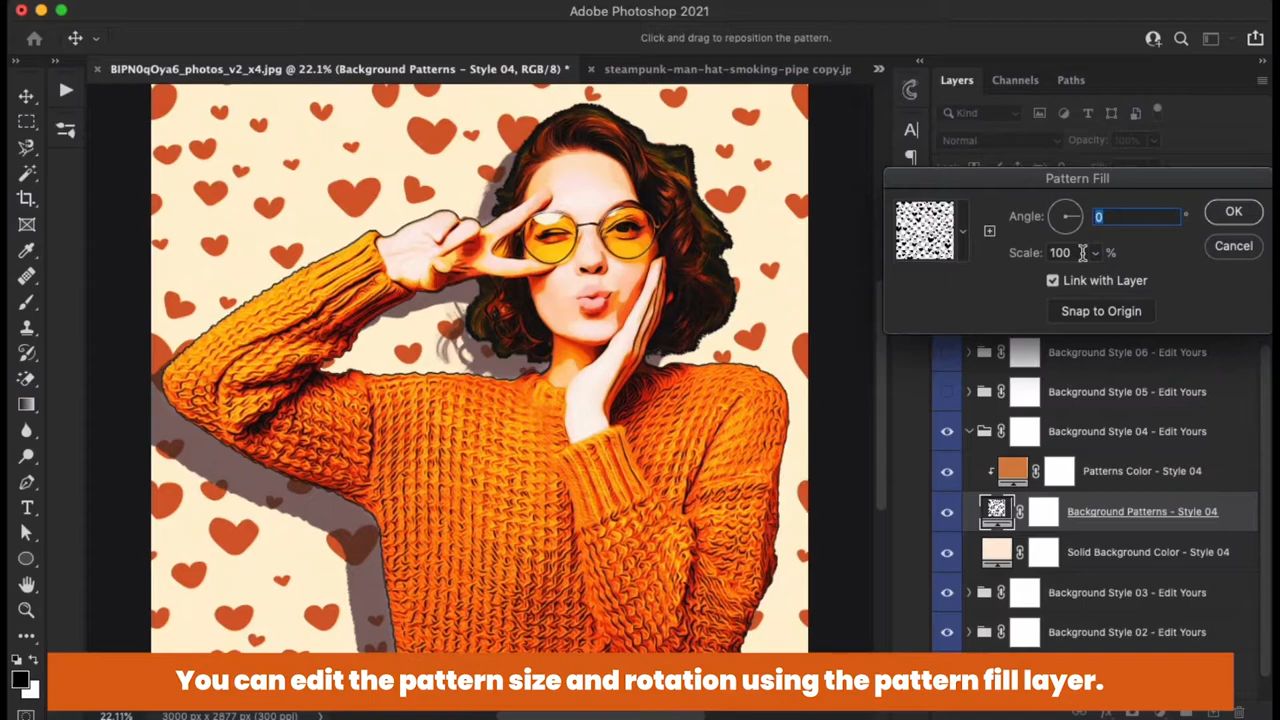 Adobe Photoshop 2021
Click and drag to reposition the pattern.
BIPN0qOya6_photos_v2_x4.jpg @ 22.1% (Background Patterns - Style 04, RGB/8) *
steampunk-man-hat-smoking-pipe copy.jp
Layers Channels Paths
Kind
Normal Opacity: 100%
Pattern Fill
Angle: 0 °
OK
Scale: 100 %
Cancel
Link with Layer
Snap to Origin
Background Style 06 - Edit Yours
Background Style 05 - Edit Yours
Background Style 04 - Edit Yours
Patterns Color - Style 04
Background Patterns - Style 04
Solid Background Color - Style 04
Background Style 03 - Edit Yours
Background Style 02 - Edit Yours
You can edit the pattern size and rotation using the pattern fill layer.
22.11% 3000 px x 2877 px (300 ppi)